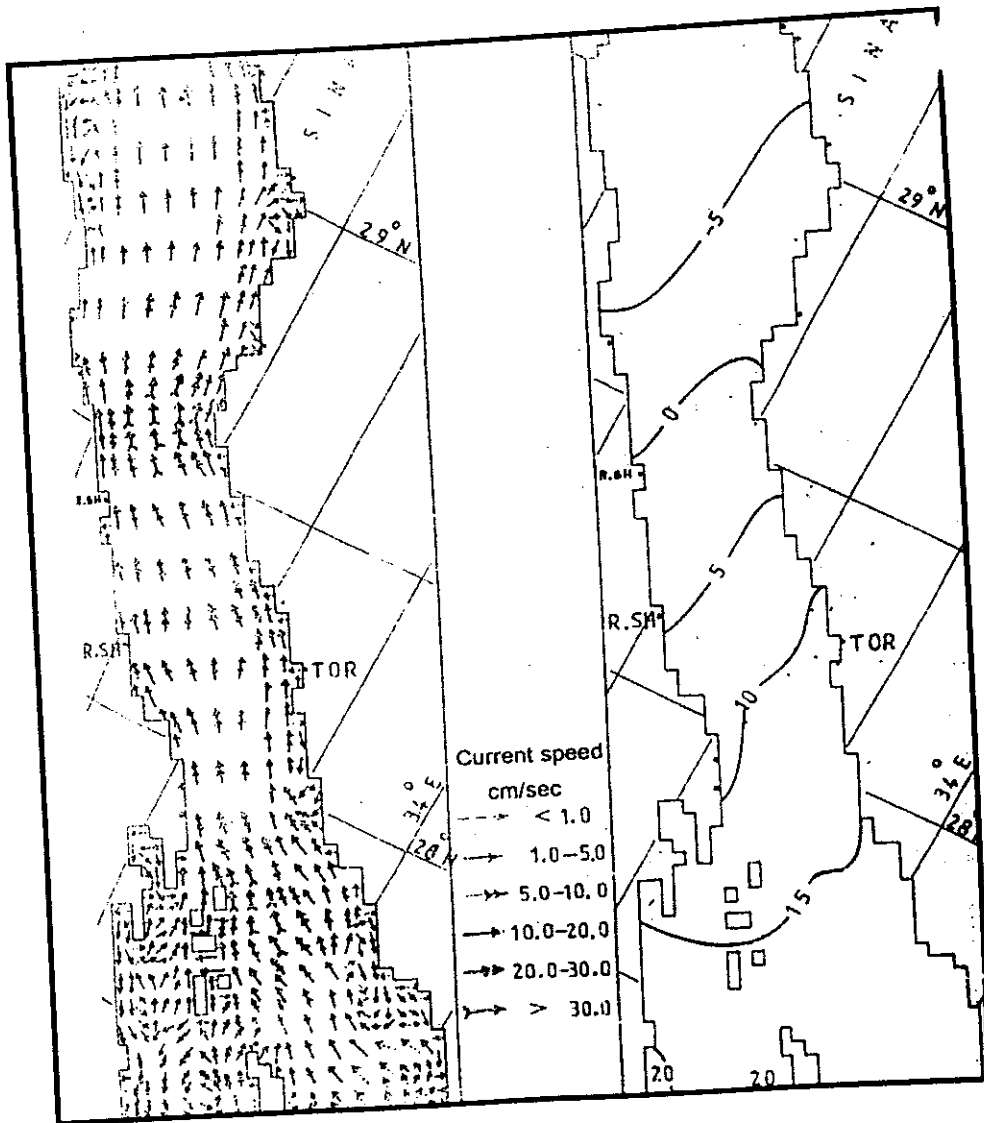 SINA
29°N
R.SH
R.SH
TOR
34°E
28°N
Current speed
cm/sec
< 1.0
1.0–5.0
5.0–10.0
10.0–20.0
20.0–30.0
> 30.0
SINA
29°N
-5
0
R.SH
5
R.SH
TOR
10
34°E
28°
15
20
20